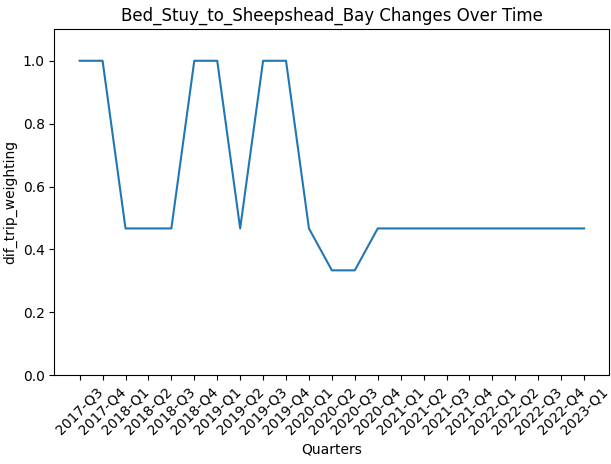 Bed_Stuy_to_Sheepshead_Bay Changes Over Time
1.0
0.8
0.6
0.4
0.2
0.0
dif_trip_weighting
2017-Q3
2017-Q4
2018-Q1
2018-Q2
2018-Q3
2018-Q4
2019-Q1
2019-Q2
2019-Q3
2019-Q4
2020-Q1
2020-Q2
2020-Q3
2020-Q4
2021-Q1
2021-Q2
2021-Q3
2021-Q4
2022-Q1
2022-Q2
2022-Q3
2022-Q4
2023-Q1
Quarters